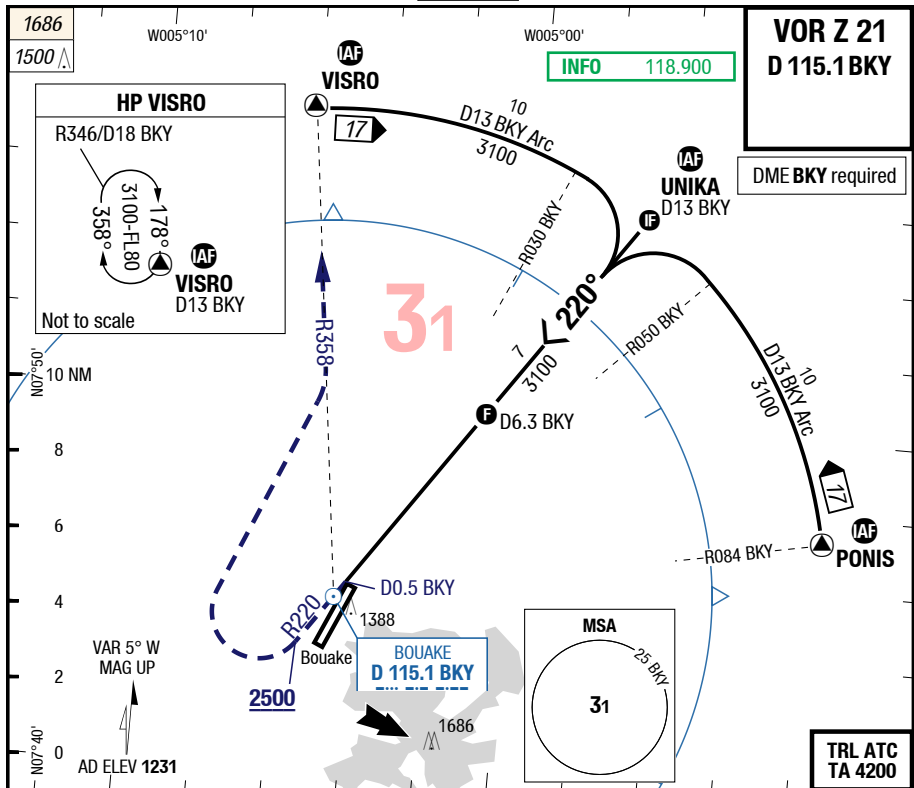 1686
1500
W005°10'
W005°00'
VOR Z 21
D 115.1 BKY
INFO 118.900
DME BKY required
IAF
VISRO
17
10
D13 BKY Arc
3100
IAF
UNIKA
D13 BKY
IF
HP VISRO
R346/D18 BKY
3100-FL80
358°
178°
IAF
VISRO
D13 BKY
Not to scale
R030 BKY
31
220°
R050 BKY
R358
7
3100
10
D13 BKY Arc
3100
N07°50'
10 NM
F
D6.3 BKY
8
17
6
IAF
PONIS
R084 BKY
4
D0.5 BKY
R220
1388
Bouake
BOUAKE
D 115.1 BKY
MSA
25 BKY
31
VAR 5° W
MAG UP
2
2500
1686
N07°40'
0
AD ELEV 1231
TRL ATC
TA 4200